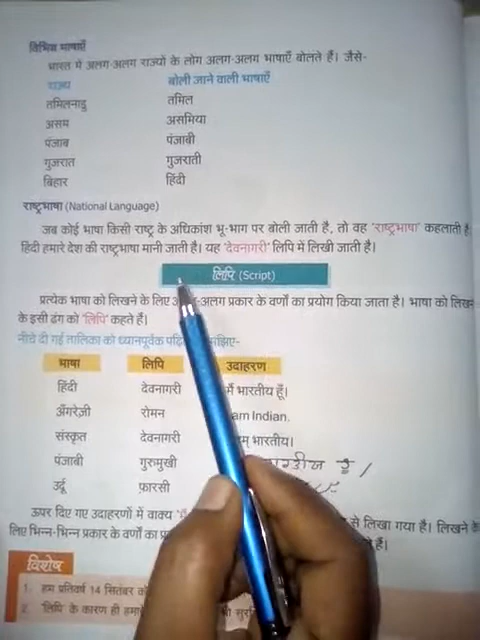 विभिन्न भाषाएँ
भारत में अलग-अलग राज्यों के लोग अलग-अलग भाषाएँ बोलते हैं। जैसे-
राज्य बोली जाने वाली भाषाएँ
तमिलनाडु तमिल
असम असमिया
पंजाब पंजाबी
गुजरात गुजराती
बिहार हिंदी
राष्ट्रभाषा (National Language)
जब कोई भाषा किसी राष्ट्र के अधिकांश भू-भाग पर बोली जाती है, तो वह 'राष्ट्रभाषा' कहलाती है
हिंदी हमारे देश की राष्ट्रभाषा मानी जाती है। यह 'देवनागरी' लिपि में लिखी जाती है।
लिपि (Script)
प्रत्येक भाषा को लिखने के लिए -अलग प्रकार के वर्णों का प्रयोग किया जाता है। भाषा को लिखने
के इसी ढंग को 'लिपि' कहते हैं।
नीचे दी गई तालिका को ध्यानपूर्वक
भाषा लिपि उदाहरण
हिंदी देवनागरी मैं भारतीय हूँ।
अँगरेज़ी रोमन am Indian.
संस्कृत देवनागरी भारतीय।
पंजाबी गुरुमुखी
उर्दू फ़ारसी
ऊपर दिए गए उदाहरणों में वाक्य से लिखा गया है। लिखने के
लिए भिन्न-भिन्न प्रकार के वर्णों का हैं।
विशेष
1. हम प्रतिवर्ष 14 सितंबर को
2. 'लिपि' के कारण ही